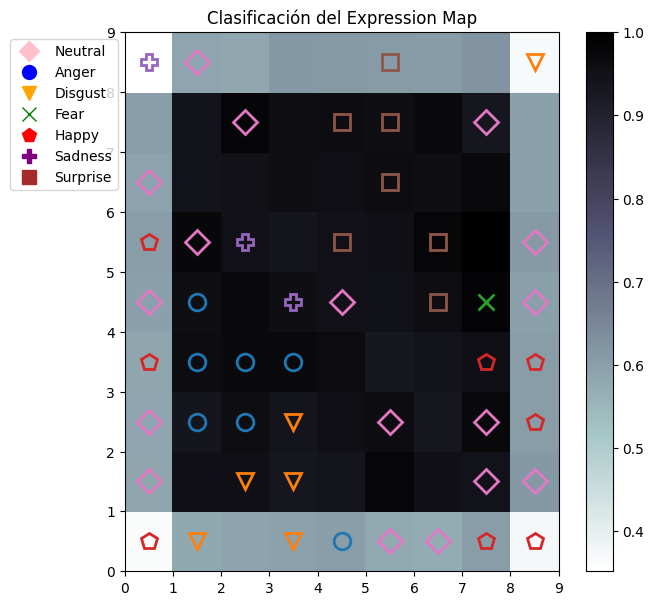 Clasificación del Expression Map
Neutral
Anger
Disgust
Fear
Happy
Sadness
Surprise
9
8
7
6
5
4
3
2
1
0
0 1 2 3 4 5 6 7 8 9
1.0
0.9
0.8
0.7
0.6
0.5
0.4